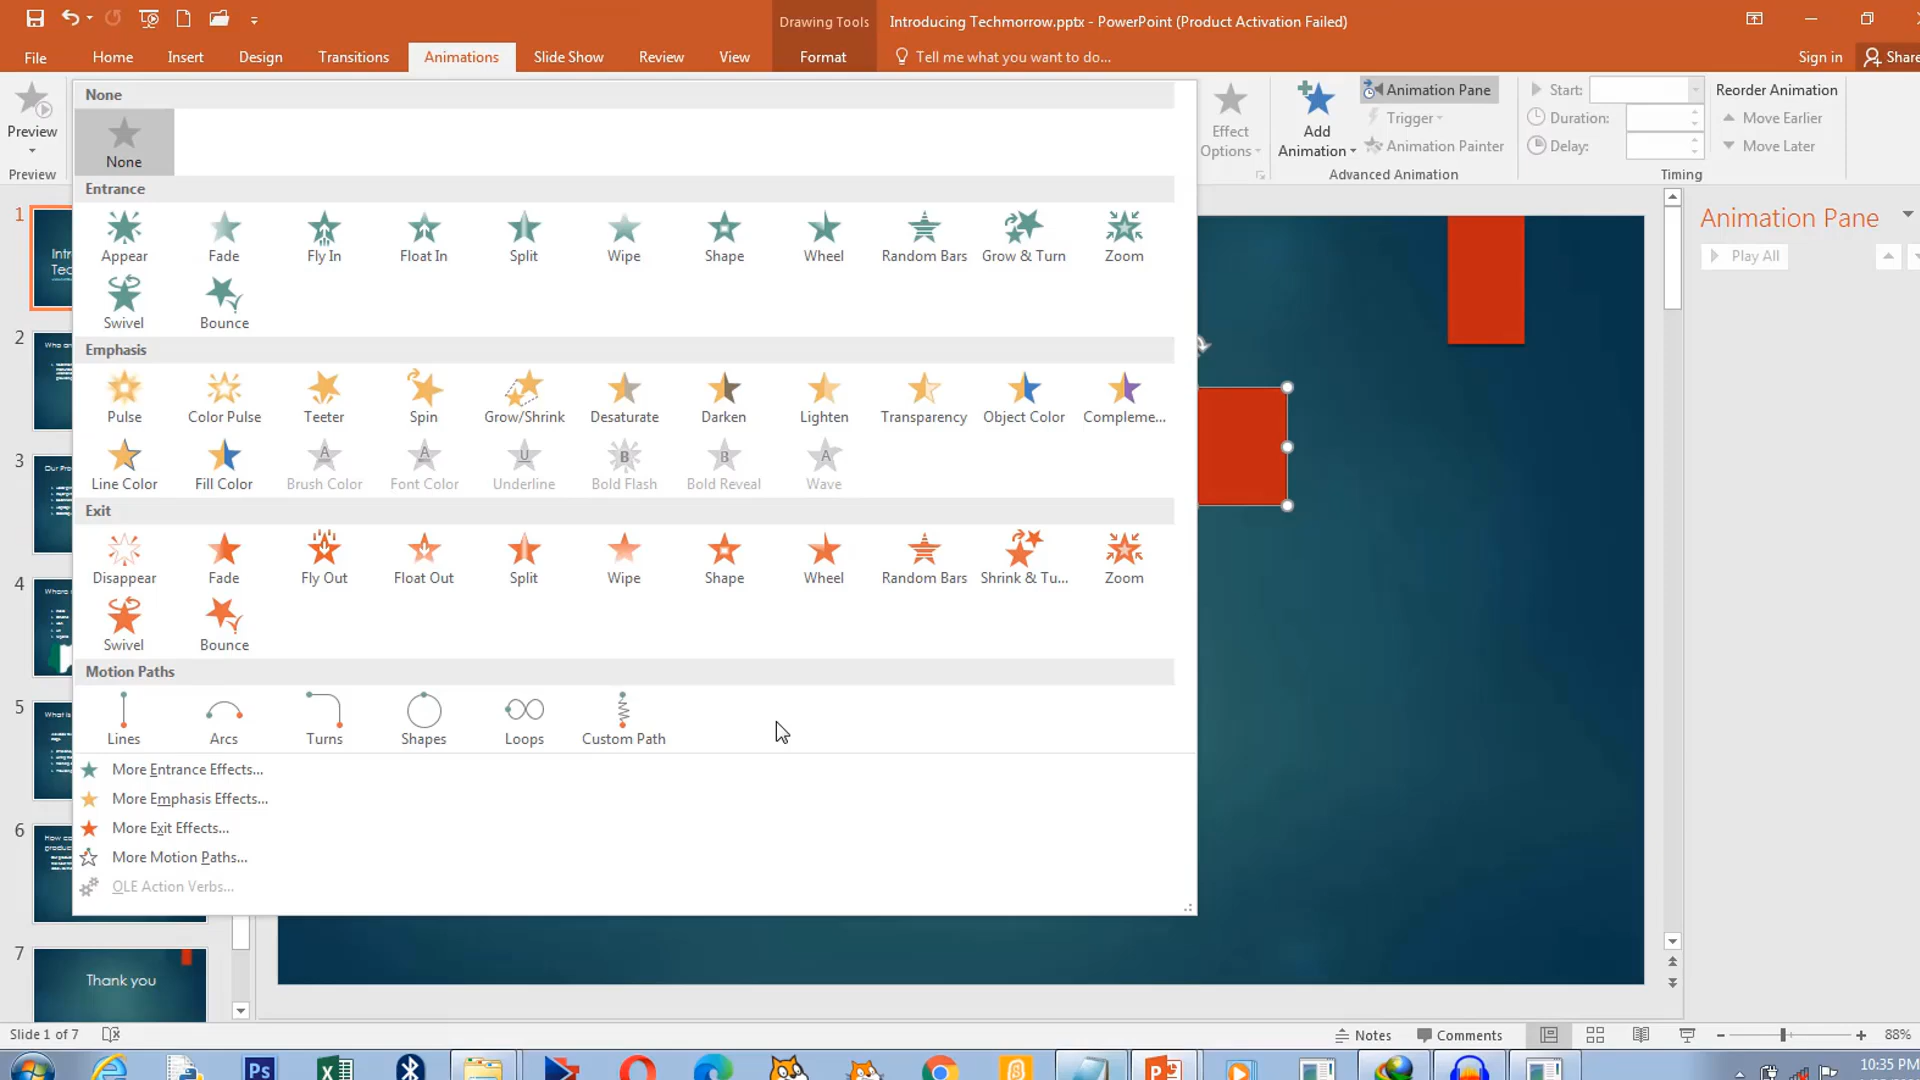 Drawing Tools
Introducing Techmorrow.pptx - PowerPoint (Product Activation Failed)
File Home Insert Design Transitions Animations Slide Show Review View Format Tell me what you want to do... Sign in Share
None
Preview
None
Effect Options
Add Animation
Animation Pane
Trigger
Animation Painter
Start:
Duration:
Delay:
Reorder Animation
Move Earlier
Move Later
Preview
Advanced Animation
Timing
Entrance
Appear Fade Fly In Float In Split Wipe Shape Wheel Random Bars Grow & Turn Zoom
Swivel Bounce
Emphasis
Pulse Color Pulse Teeter Spin Grow/Shrink Desaturate Darken Lighten Transparency Object Color Compleme...
Line Color Fill Color Brush Color Font Color Underline Bold Flash Bold Reveal Wave
Exit
Disappear Fade Fly Out Float Out Split Wipe Shape Wheel Random Bars Shrink & Tu... Zoom
Swivel Bounce
Motion Paths
Lines Arcs Turns Shapes Loops Custom Path
More Entrance Effects...
More Emphasis Effects...
More Exit Effects...
More Motion Paths...
OLE Action Verbs...
Animation Pane
Play All
1
2
3
4
5
6
7
Thank you
Slide 1 of 7
Notes
Comments
88%
Ps
10:35 PM